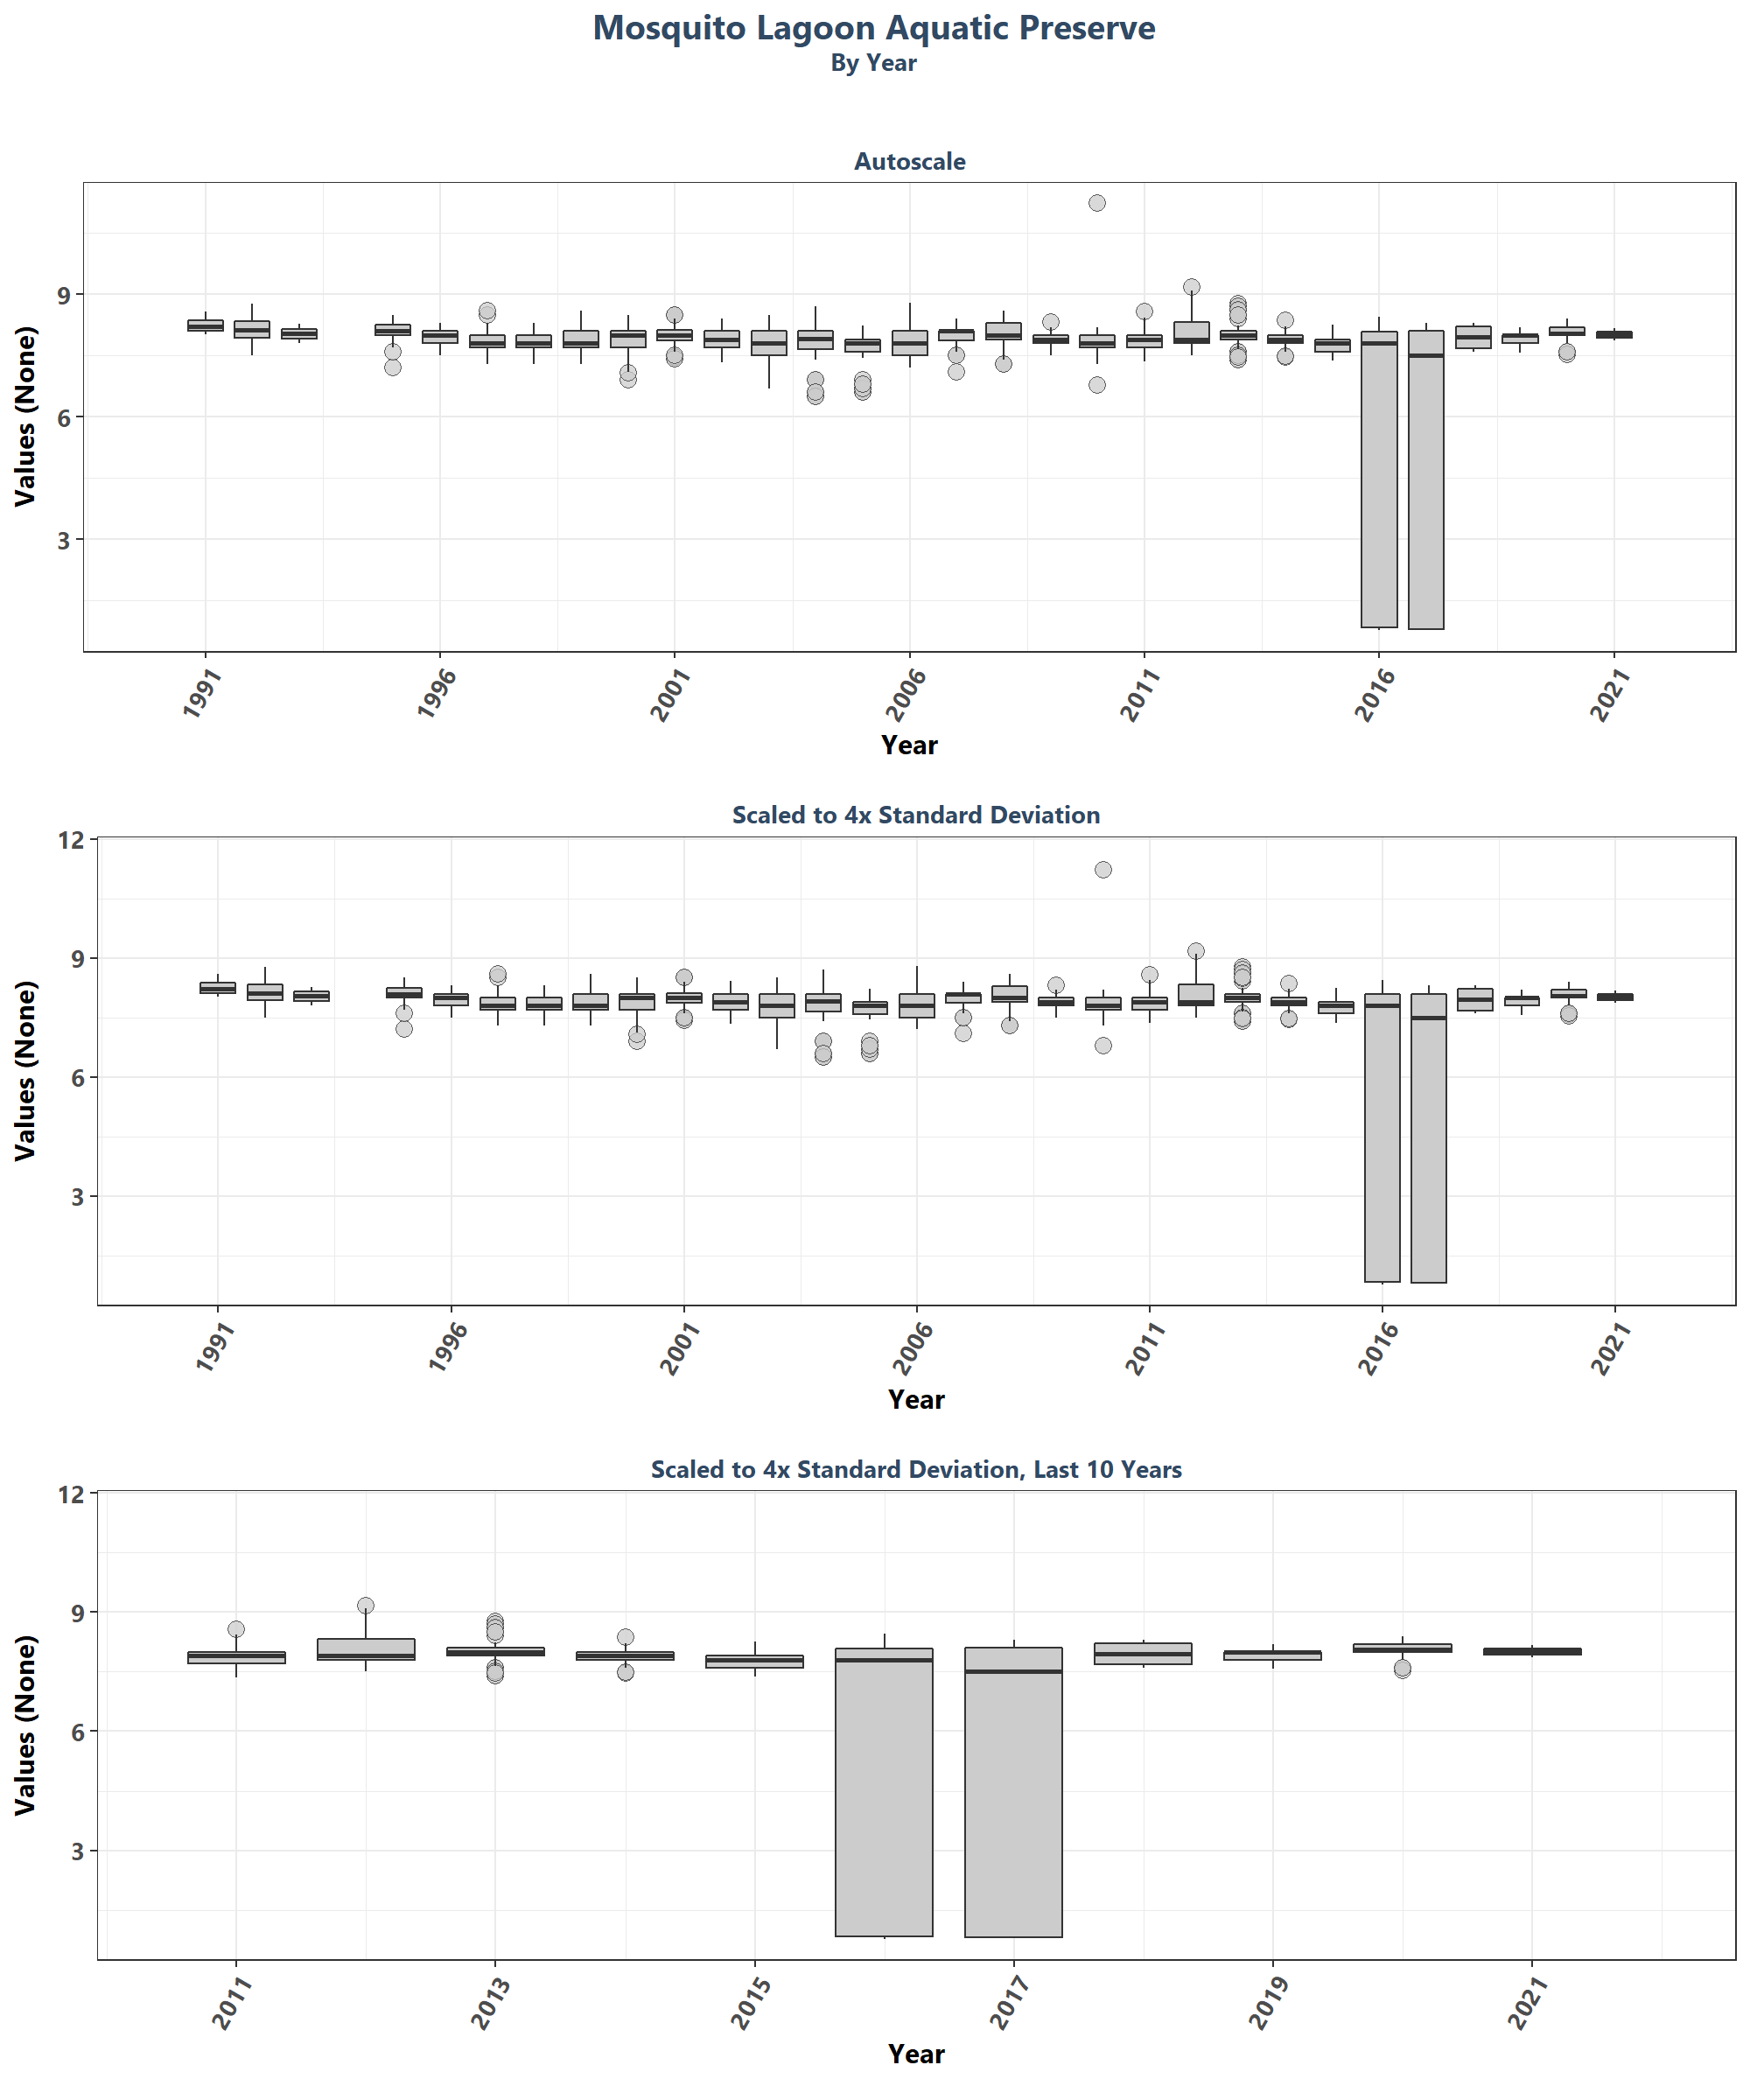 Mosquito Lagoon Aquatic Preserve
By Year
Autoscale
Values (None)
9
6
3
1991 1996 2001 2006 2011 2016 2021
Year
Scaled to 4x Standard Deviation
Values (None)
12
9
6
3
1991 1996 2001 2006 2011 2016 2021
Year
Scaled to 4x Standard Deviation, Last 10 Years
Values (None)
12
9
6
3
2011 2013 2015 2017 2019 2021
Year